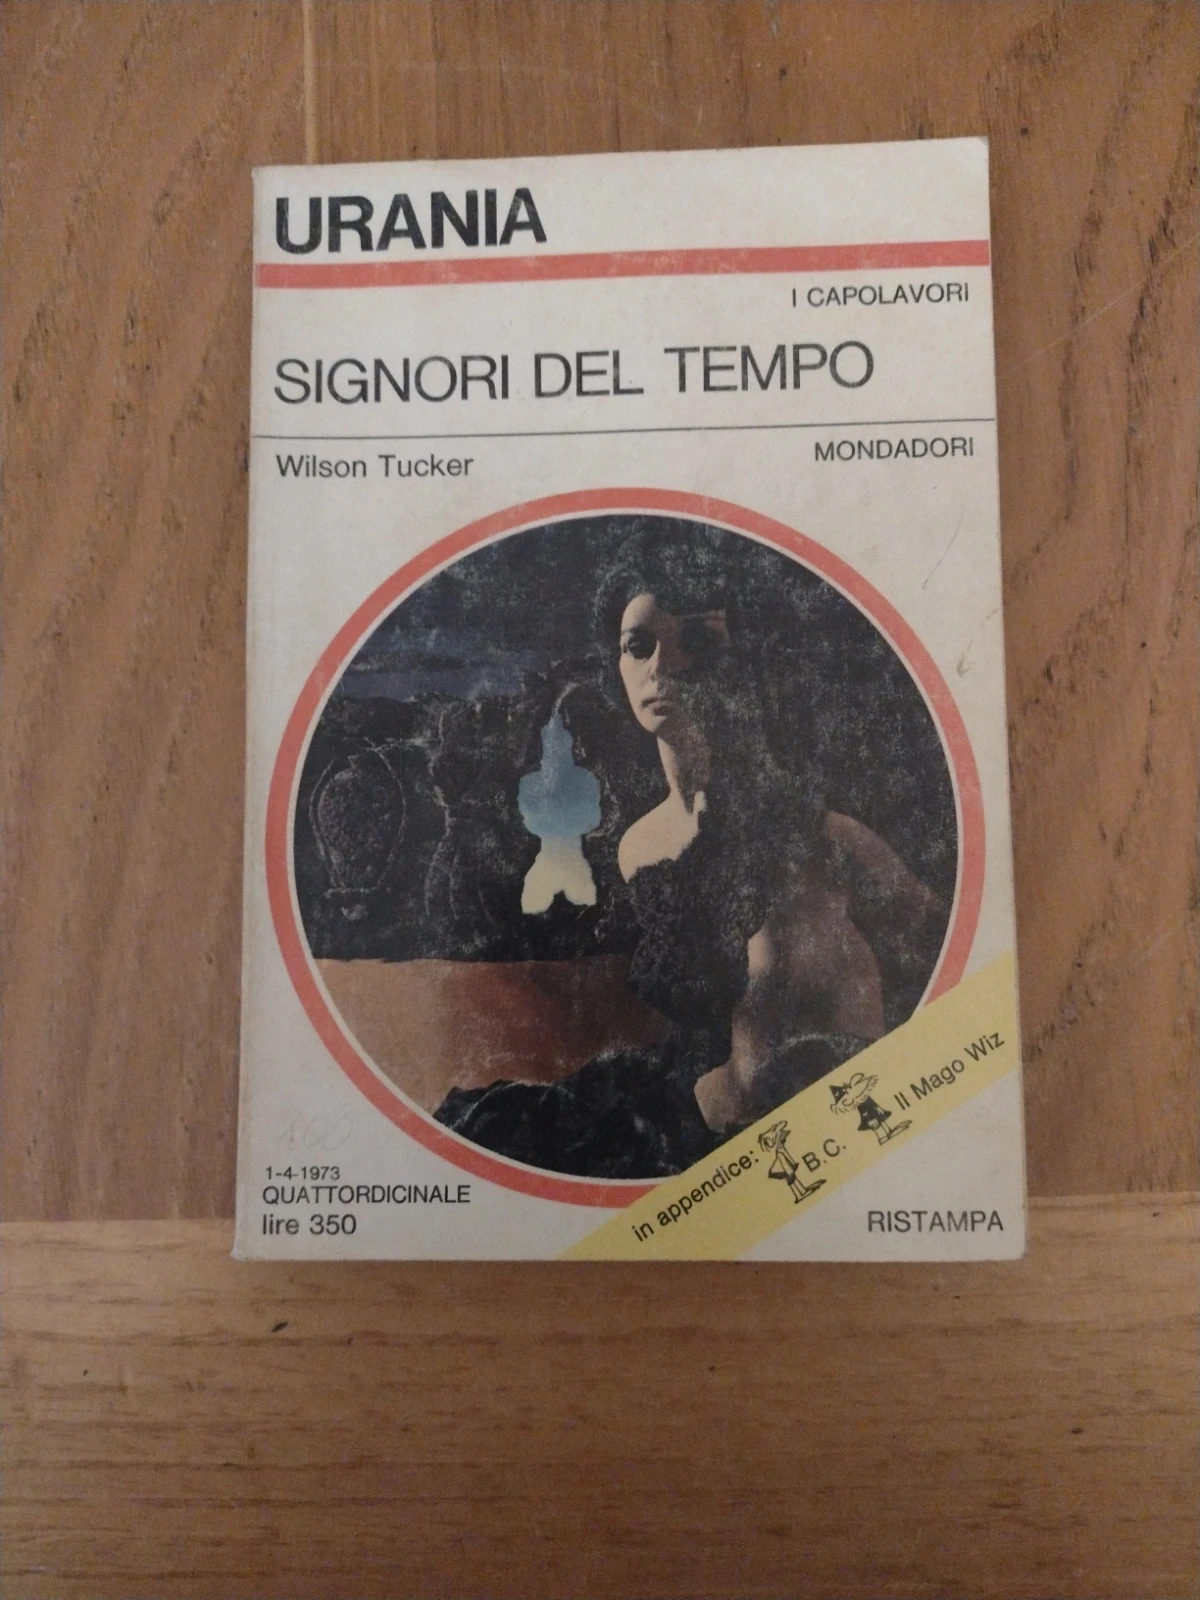 URANIA
I CAPOLAVORI
SIGNORI DEL TEMPO
Wilson Tucker
MONDADORI
in appendice: B.C. Il Mago Wiz
1-4-1973
QUATTORDICINALE
lire 350
RISTAMPA